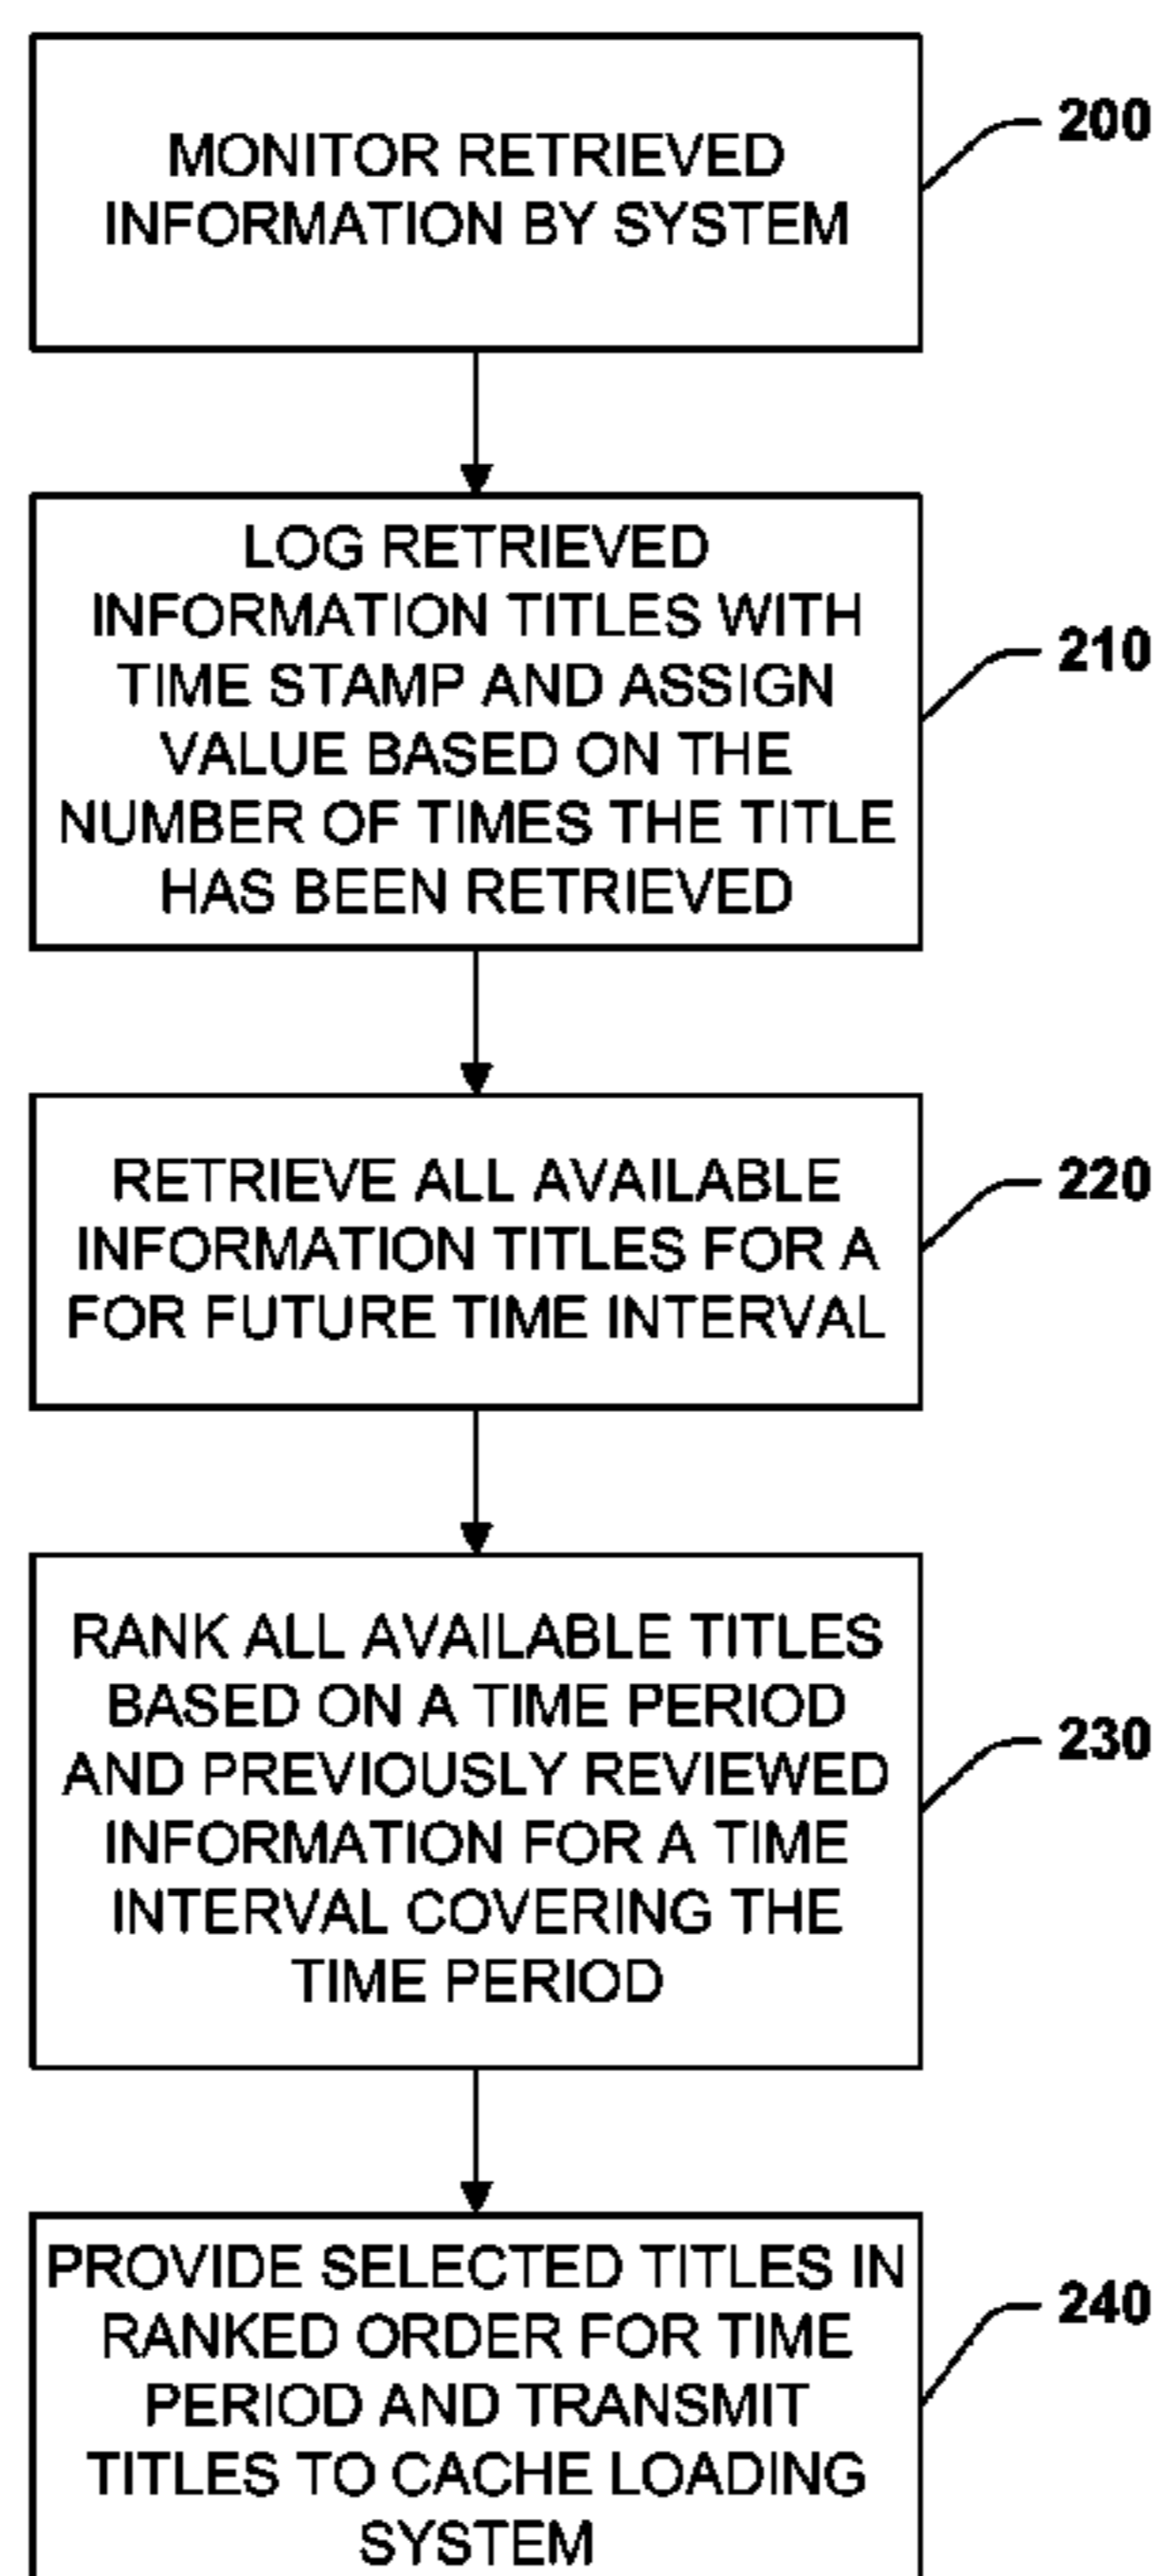 MONITOR RETRIEVED
INFORMATION BY SYSTEM
200
LOG RETRIEVED
INFORMATION TITLES WITH
TIME STAMP AND ASSIGN
VALUE BASED ON THE
NUMBER OF TIMES THE TITLE
HAS BEEN RETRIEVED
210
RETRIEVE ALL AVAILABLE
INFORMATION TITLES FOR A
FOR FUTURE TIME INTERVAL
220
RANK ALL AVAILABLE TITLES
BASED ON A TIME PERIOD
AND PREVIOUSLY REVIEWED
INFORMATION FOR A TIME
INTERVAL COVERING THE
TIME PERIOD
230
PROVIDE SELECTED TITLES IN
RANKED ORDER FOR TIME
PERIOD AND TRANSMIT
TITLES TO CACHE LOADING
SYSTEM
240